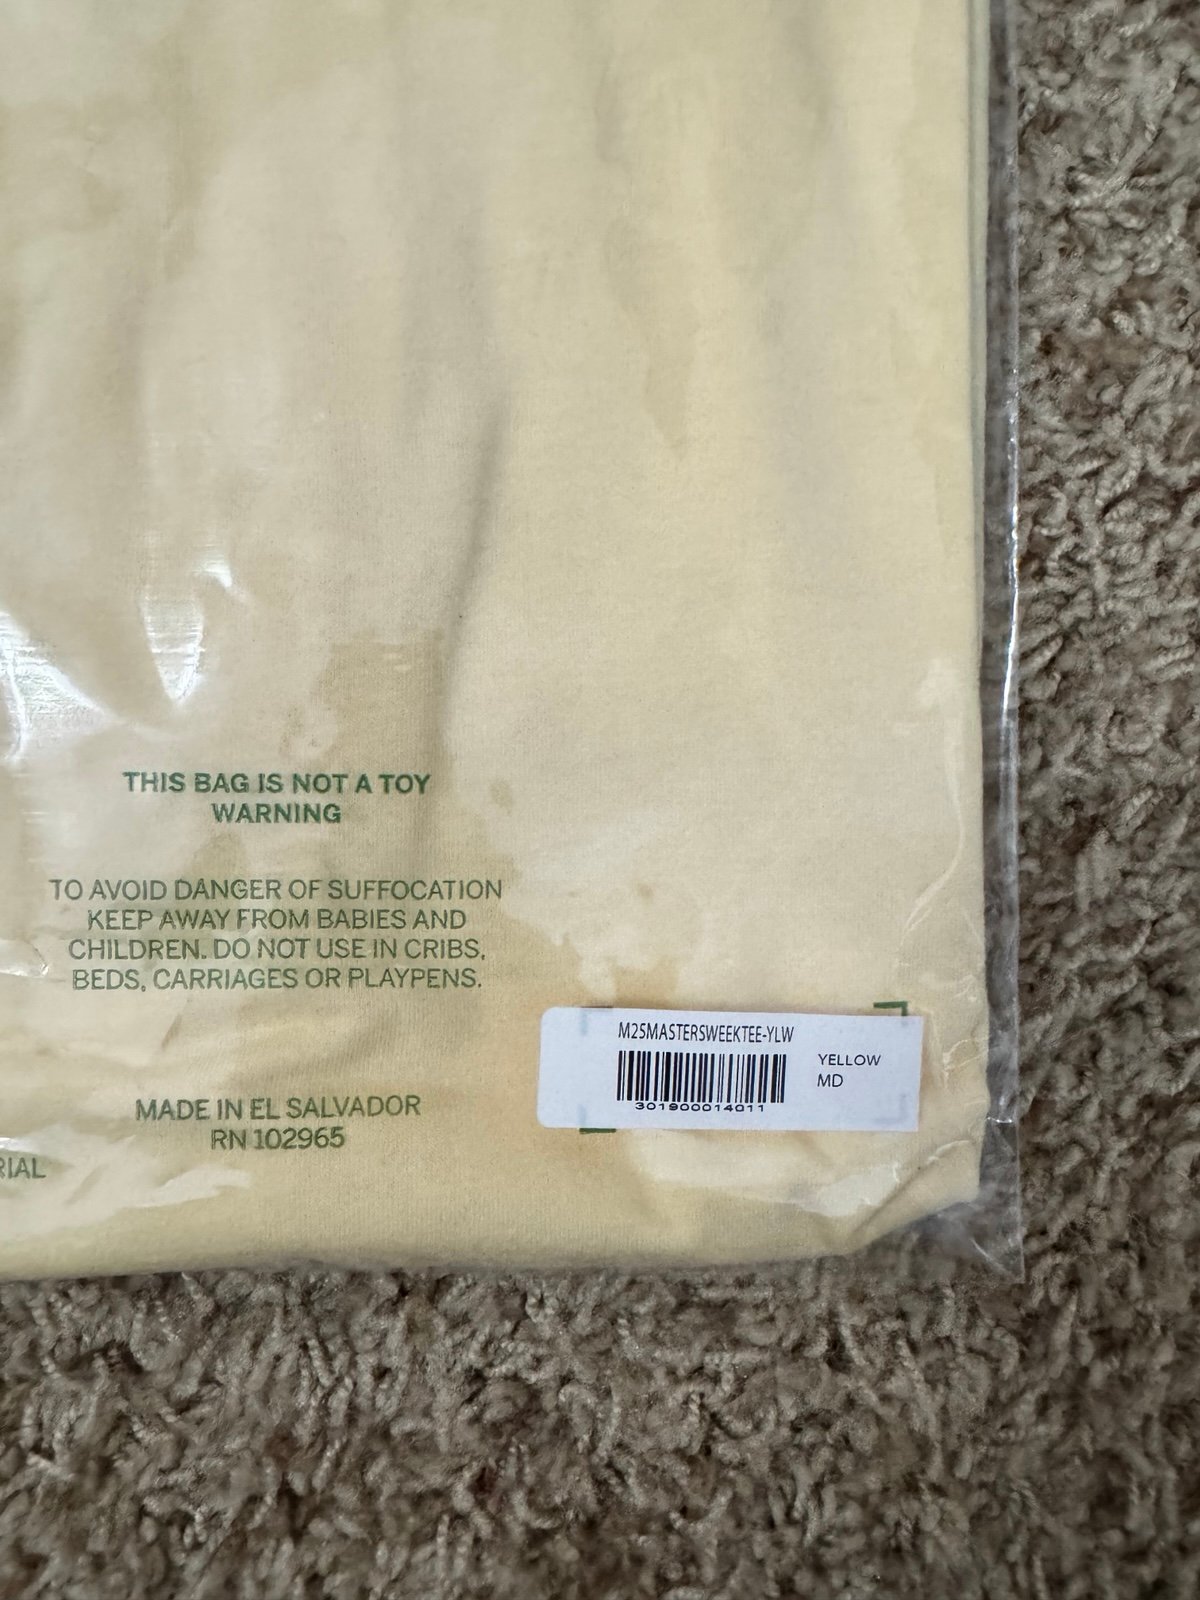 THIS BAG IS NOT A TOY
WARNING
TO AVOID DANGER OF SUFFOCATION
KEEP AWAY FROM BABIES AND
CHILDREN. DO NOT USE IN CRIBS,
BEDS, CARRIAGES OR PLAYPENS.
M25MASTERSWEEKTEE-YLW
301900014011
YELLOW
MD
MADE IN EL SALVADOR
RN 102965
RIAL